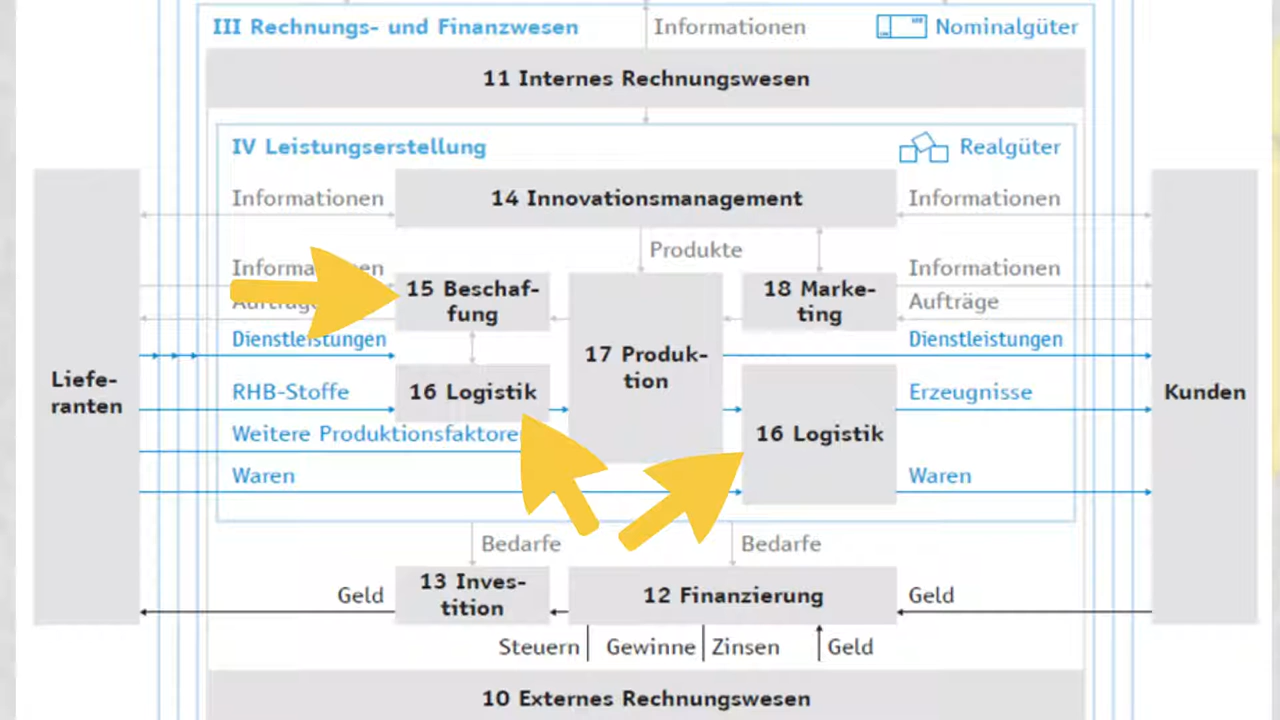 III Rechnungs- und Finanzwesen
Informationen
Nominalgüter
11 Internes Rechnungswesen
IV Leistungserstellung
Realgüter
Informationen
14 Innovationsmanagement
Informationen
Produkte
Informationen
15 Beschaf-
fung
18 Marke-
ting
Informationen
Aufträge
Aufträge
Dienstleistungen
Dienstleistungen
17 Produk-
tion
Liefe-
ranten
RHB-Stoffe
16 Logistik
Erzeugnisse
Kunden
Weitere Produktionsfaktoren
16 Logistik
Waren
Waren
Bedarfe
Bedarfe
Geld
13 Inves-
tition
12 Finanzierung
Geld
Steuern
Gewinne
Zinsen
Geld
10 Externes Rechnungswesen